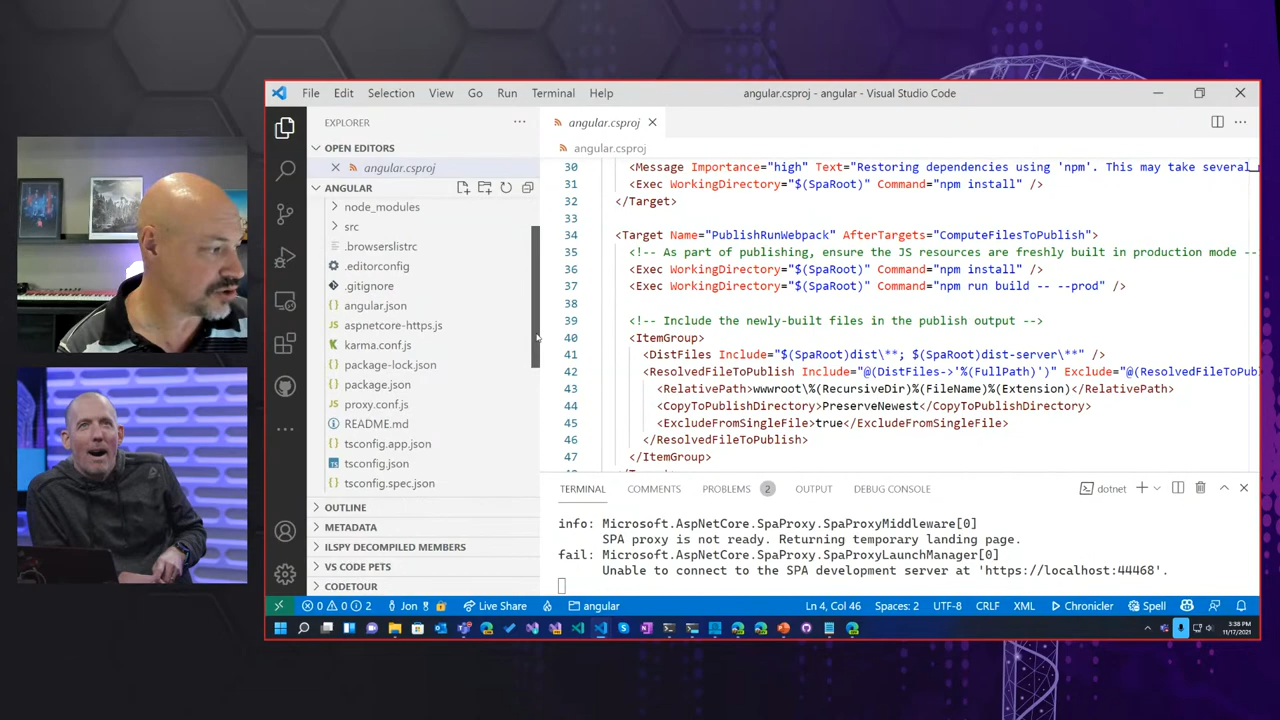 File Edit Selection View Go Run Terminal Help
angular.csproj - angular - Visual Studio Code
EXPLORER
OPEN EDITORS
angular.csproj
ANGULAR
node_modules
src
.browserslistrc
.editorconfig
.gitignore
angular.json
aspnetcore-https.js
karma.conf.js
package-lock.json
package.json
proxy.conf.js
README.md
tsconfig.app.json
tsconfig.json
tsconfig.spec.json
OUTLINE
METADATA
ILSPY DECOMPILED MEMBERS
VS CODE PETS
CODETOUR
angular.csproj
angular.csproj
30 <Message Importance="high" Text="Restoring dependencies using 'npm'. This may take several
31 <Exec WorkingDirectory="$(SpaRoot)" Command="npm install" />
32 </Target>
33
34 <Target Name="PublishRunWebpack" AfterTargets="ComputeFilesToPublish">
35 <!-- As part of publishing, ensure the JS resources are freshly built in production mode --
36 <Exec WorkingDirectory="$(SpaRoot)" Command="npm install" />
37 <Exec WorkingDirectory="$(SpaRoot)" Command="npm run build -- --prod" />
38
39 <!-- Include the newly-built files in the publish output -->
40 <ItemGroup>
41 <DistFiles Include="$(SpaRoot)dist\**; $(SpaRoot)dist-server\**" />
42 <ResolvedFileToPublish Include="@(DistFiles->'%(FullPath)')" Exclude="@(ResolvedFileToPubl
43 <RelativePath>wwwroot\%(RecursiveDir)%(FileName)%(Extension)</RelativePath>
44 <CopyToPublishDirectory>PreserveNewest</CopyToPublishDirectory>
45 <ExcludeFromSingleFile>true</ExcludeFromSingleFile>
46 </ResolvedFileToPublish>
47 </ItemGroup>
TERMINAL COMMENTS PROBLEMS 2 OUTPUT DEBUG CONSOLE
dotnet
info: Microsoft.AspNetCore.SpaProxy.SpaProxyMiddleware[0]
SPA proxy is not ready. Returning temporary landing page.
fail: Microsoft.AspNetCore.SpaProxy.SpaProxyLaunchManager[0]
Unable to connect to the SPA development server at 'https://localhost:44468'.
0 0 2 Jon Live Share angular Ln 4, Col 46 Spaces: 2 UTF-8 CRLF XML Chronicler Spell
3:38 PM
11/17/2021